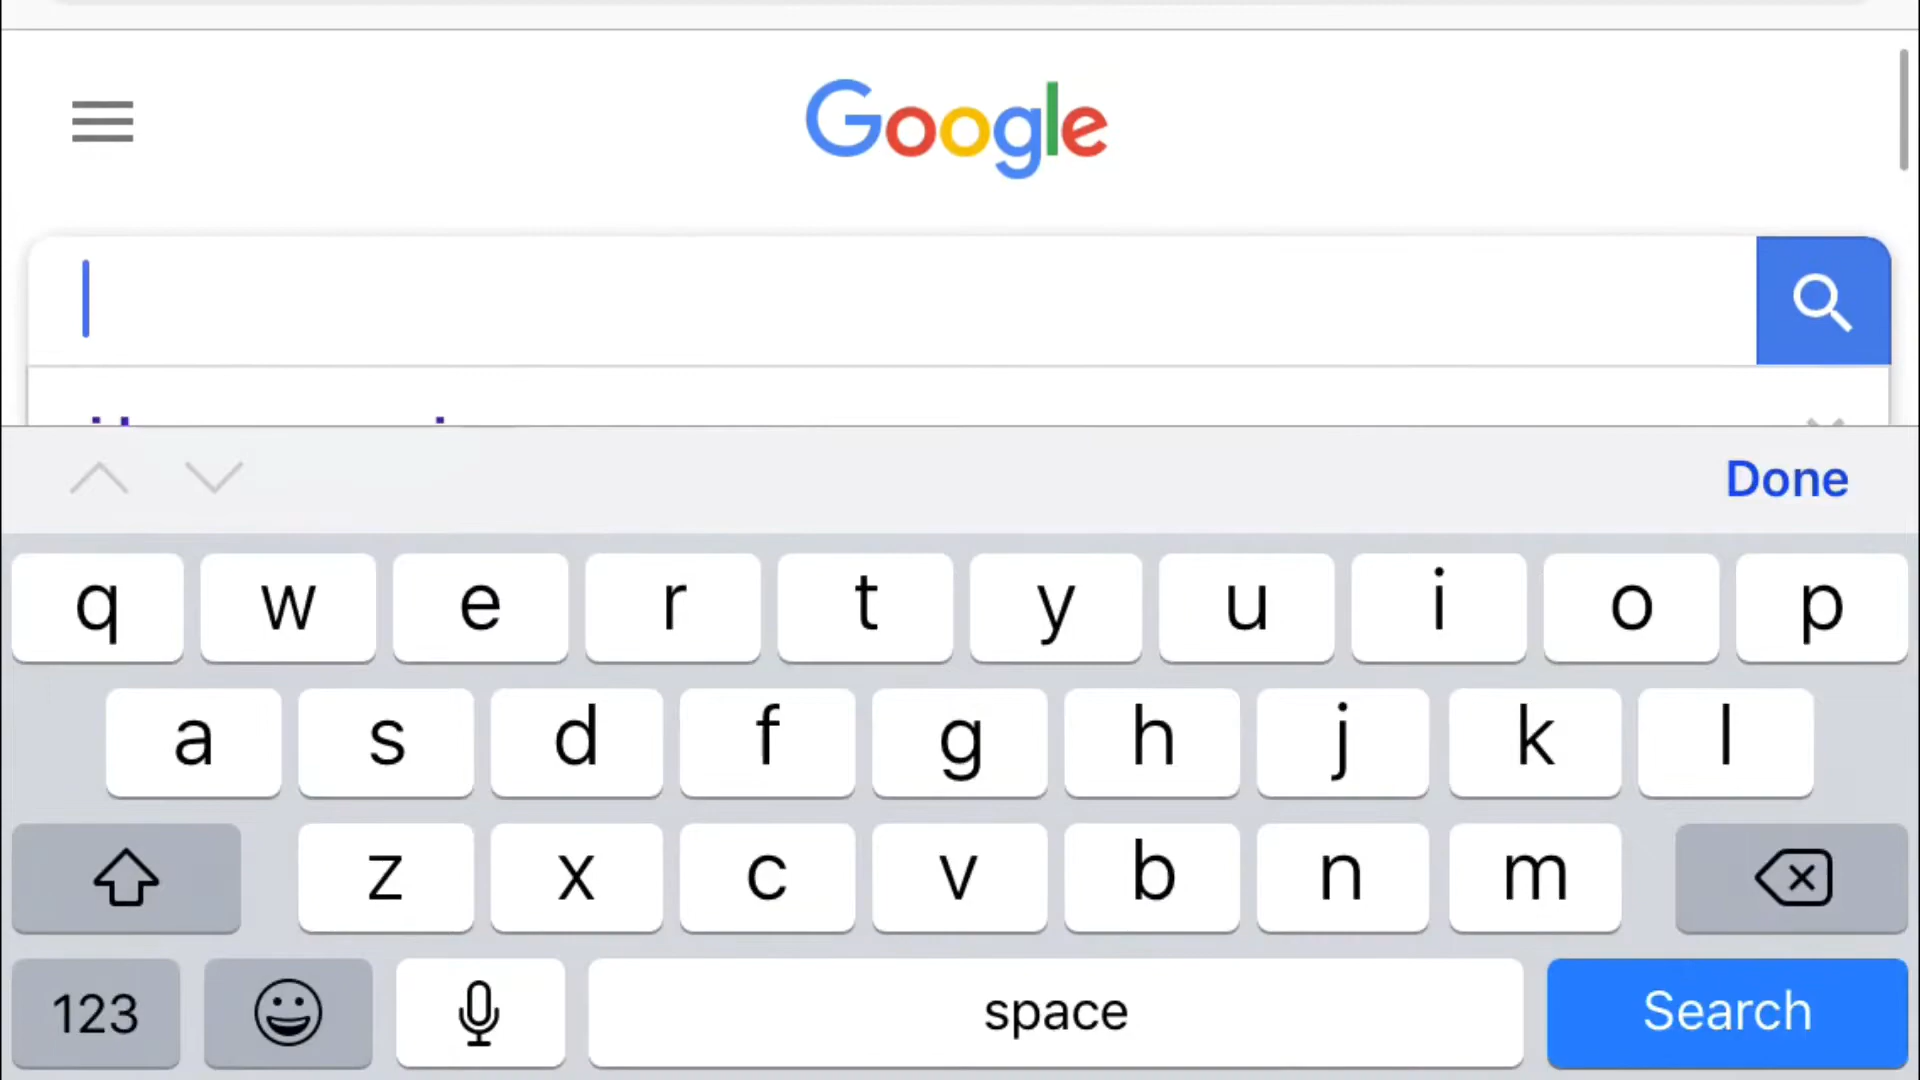 Google
Done
q w e r t y u i o p
a s d f g h j k l
z x c v b n m
123 space Search